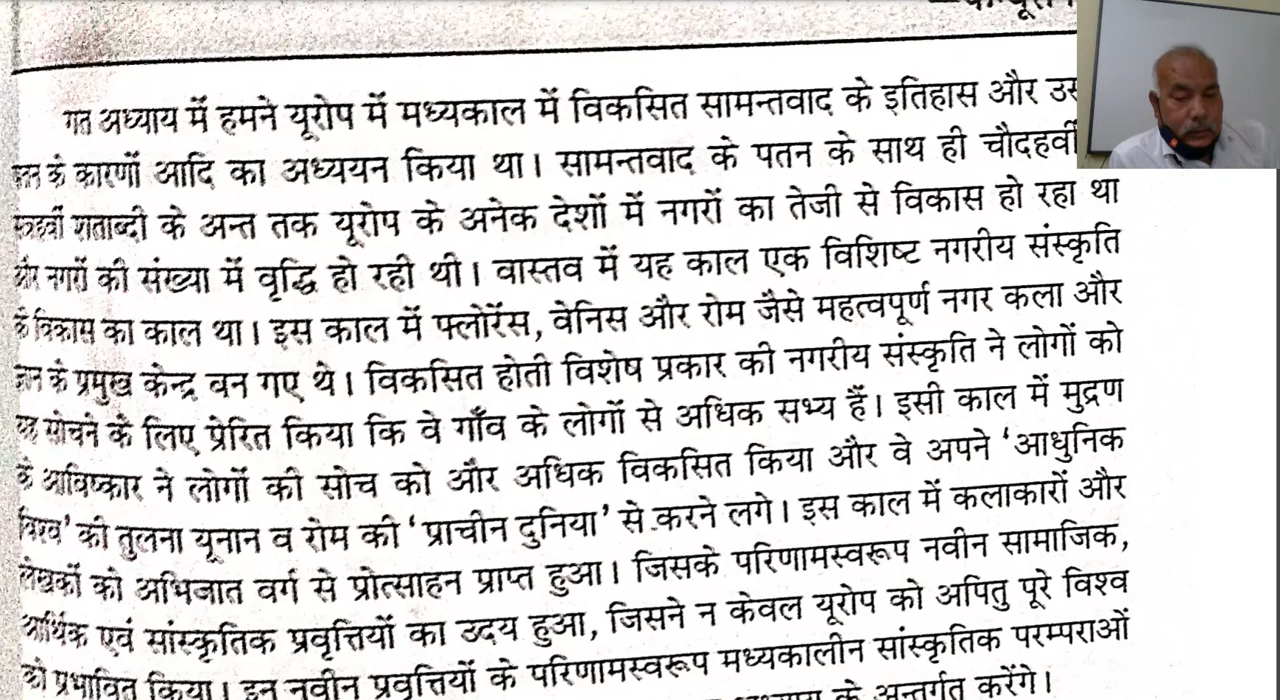 गत अध्याय में हमने यूरोप में मध्यकाल में विकसित सामन्तवाद के इतिहास और
के कारणों आदि का अध्ययन किया था। सामन्तवाद के पतन के साथ ही चौदहवीं
शताब्दी के अन्त तक यूरोप के अनेक देशों में नगरों का तेजी से विकास हो रहा था
और नगरों की संख्या में वृद्धि हो रही थी। वास्तव में यह काल एक विशिष्ट नगरीय संस्कृति
के विकास का काल था। इस काल में फ्लोरेंस, वेनिस और रोम जैसे महत्वपूर्ण नगर कला और
के प्रमुख केन्द्र बन गए थे। विकसित होती विशेष प्रकार की नगरीय संस्कृति ने लोगों को
यह सोचने के लिए प्रेरित किया कि वे गाँव के लोगों से अधिक सभ्य हैं। इसी काल में मुद्रण
के आविष्कार ने लोगों की सोच को और अधिक विकसित किया और वे अपने ‘आधुनिक
विश्व’ की तुलना यूनान व रोम की ‘प्राचीन दुनिया’ से करने लगे। इस काल में कलाकारों और
लेखकों को अभिजात वर्ग से प्रोत्साहन प्राप्त हुआ। जिसके परिणामस्वरूप नवीन सामाजिक,
आर्थिक एवं सांस्कृतिक प्रवृत्तियों का उदय हुआ, जिसने न केवल यूरोप को अपितु पूरे विश्व
को प्रभावित किया। इन नवीन प्रवृत्तियों के परिणामस्वरूप मध्यकालीन सांस्कृतिक परम्पराओं
के अन्तर्गत करेंगे।